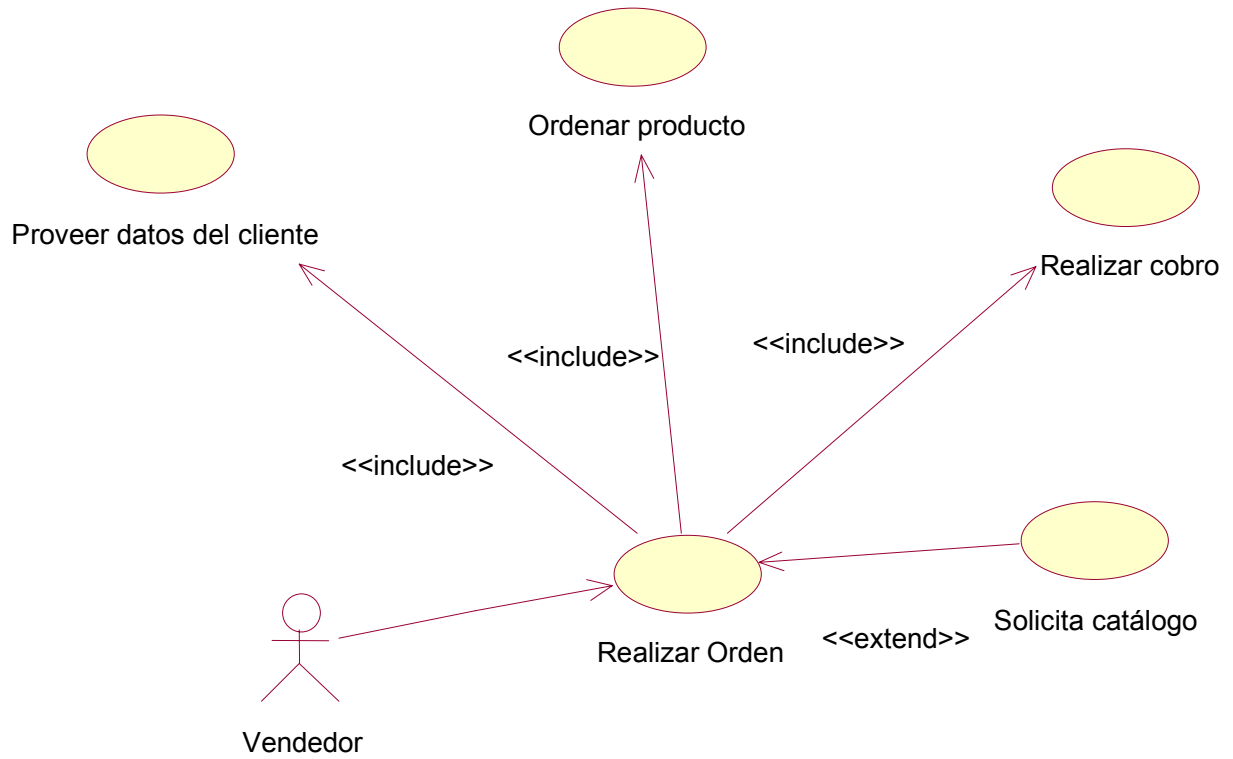 Ordenar producto
Proveer datos del cliente
Realizar cobro
<<include>>
<<include>>
<<include>>
Solicita catálogo
<<extend>>
Realizar Orden
Vendedor